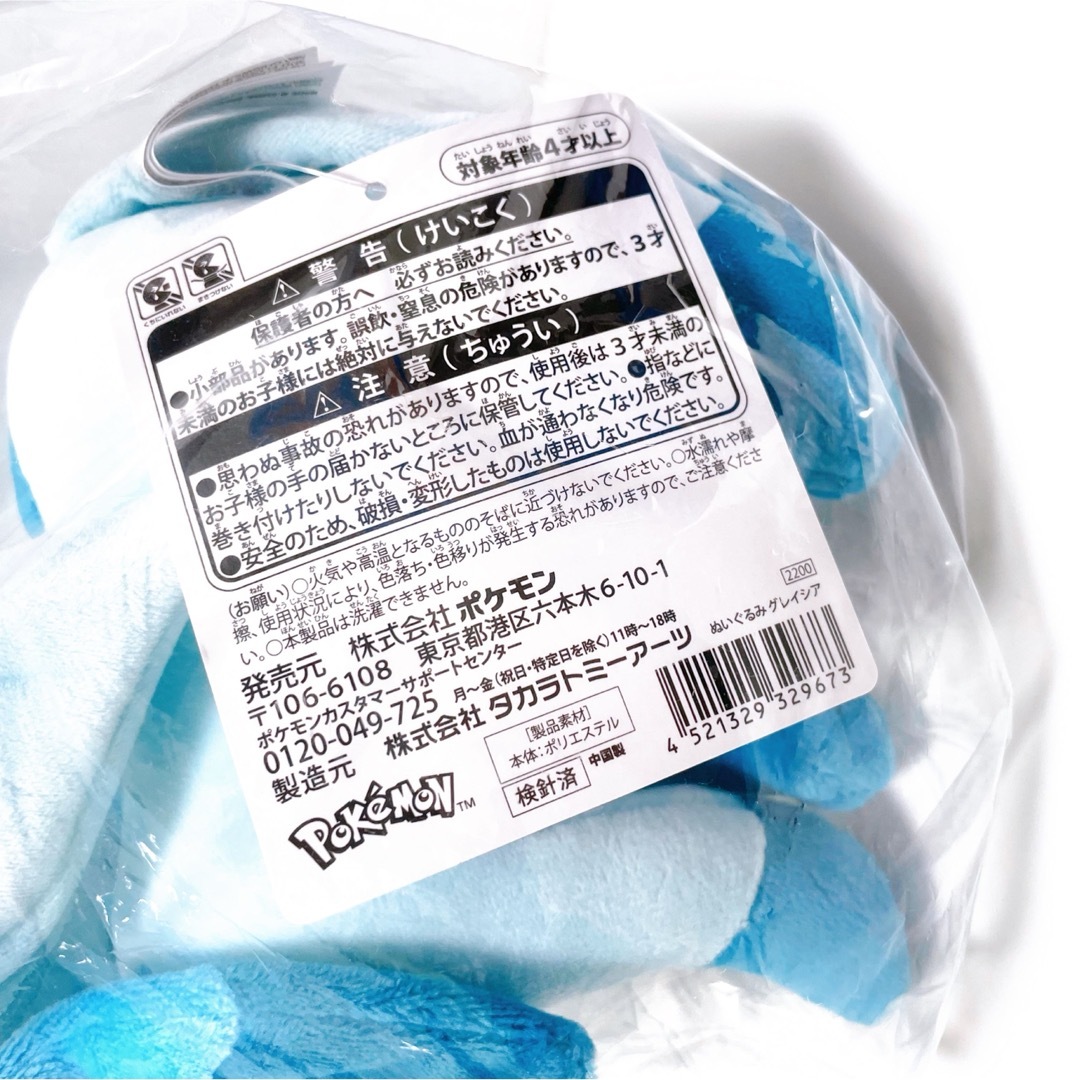 対象年齢4才以上
くちにいれない
まきつけない
警告(けいこく)
保護者の方へ 必ずお読みください。
●小部品があります。誤飲・窒息の危険がありますので、3才
未満のお子様には絶対に与えないでください。
注意(ちゅうい)
●思わぬ事故の恐れがありますので、使用後は3才未満の
お子様の手の届かないところに保管してください。●指などに
巻き付けたりしないでください。血が通わなくなり危険です。
●安全のため、破損・変形したものは使用しないでください。
(お願い)○火気や高温となるもののそばに近づけないでください。○水濡れや摩
擦、使用状況により、色落ち・色移りが発生する恐れがありますので、ご注意くださ
い。○本製品は洗濯できません。
発売元 株式会社ポケモン
〒106-6108 東京都港区六本木6-10-1
ポケモンカスタマーサポートセンター
0120-049-725 月〜金(祝日・特定日を除く)11時〜18時
製造元 株式会社タカラトミーアーツ
POKéMON™
[製品素材]
本体:ポリエステル
検針済
中国製
2200
ぬいぐるみ グレイシア
4 521329 329673